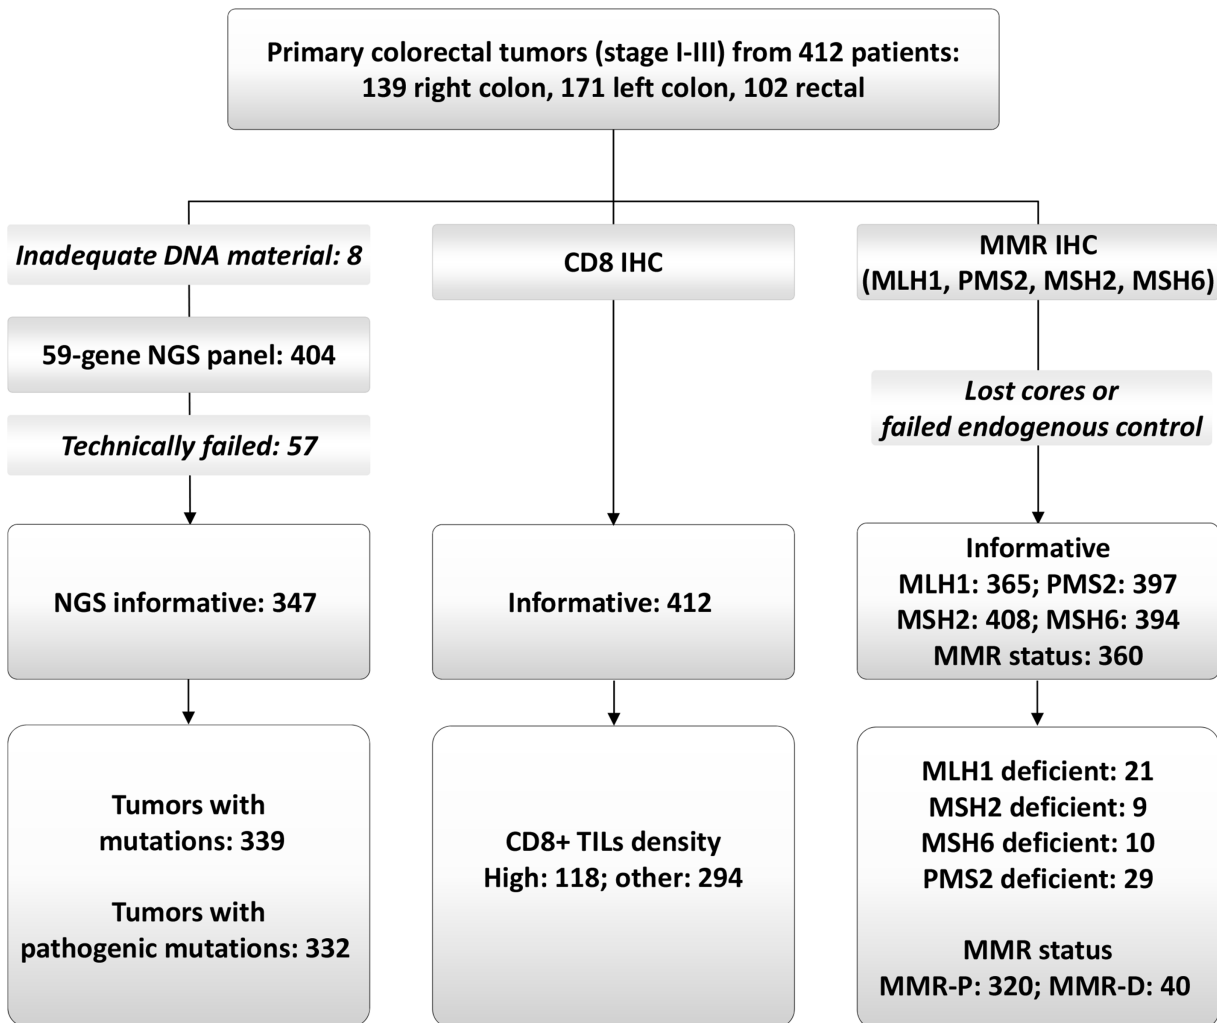 Primary colorectal tumors (stage I-III) from 412 patients:
139 right colon, 171 left colon, 102 rectal
Inadequate DNA material: 8
59-gene NGS panel: 404
Technically failed: 57
NGS informative: 347
Tumors with
mutations: 339
Tumors with
pathogenic mutations: 332
CD8 IHC
Informative: 412
CD8+ TILs density
High: 118; other: 294
MMR IHC
(MLH1, PMS2, MSH2, MSH6)
Lost cores or
failed endogenous control
Informative
MLH1: 365; PMS2: 397
MSH2: 408; MSH6: 394
MMR status: 360
MLH1 deficient: 21
MSH2 deficient: 9
MSH6 deficient: 10
PMS2 deficient: 29
MMR status
MMR-P: 320; MMR-D: 40